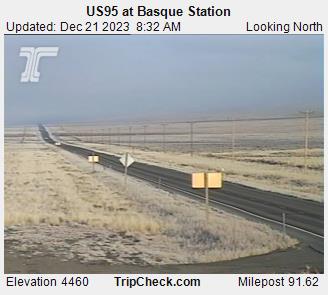 US95 at Basque Station
Updated: Dec 21 2023 8:32 AM Looking North
Elevation 4460 TripCheck.com Milepost 91.62